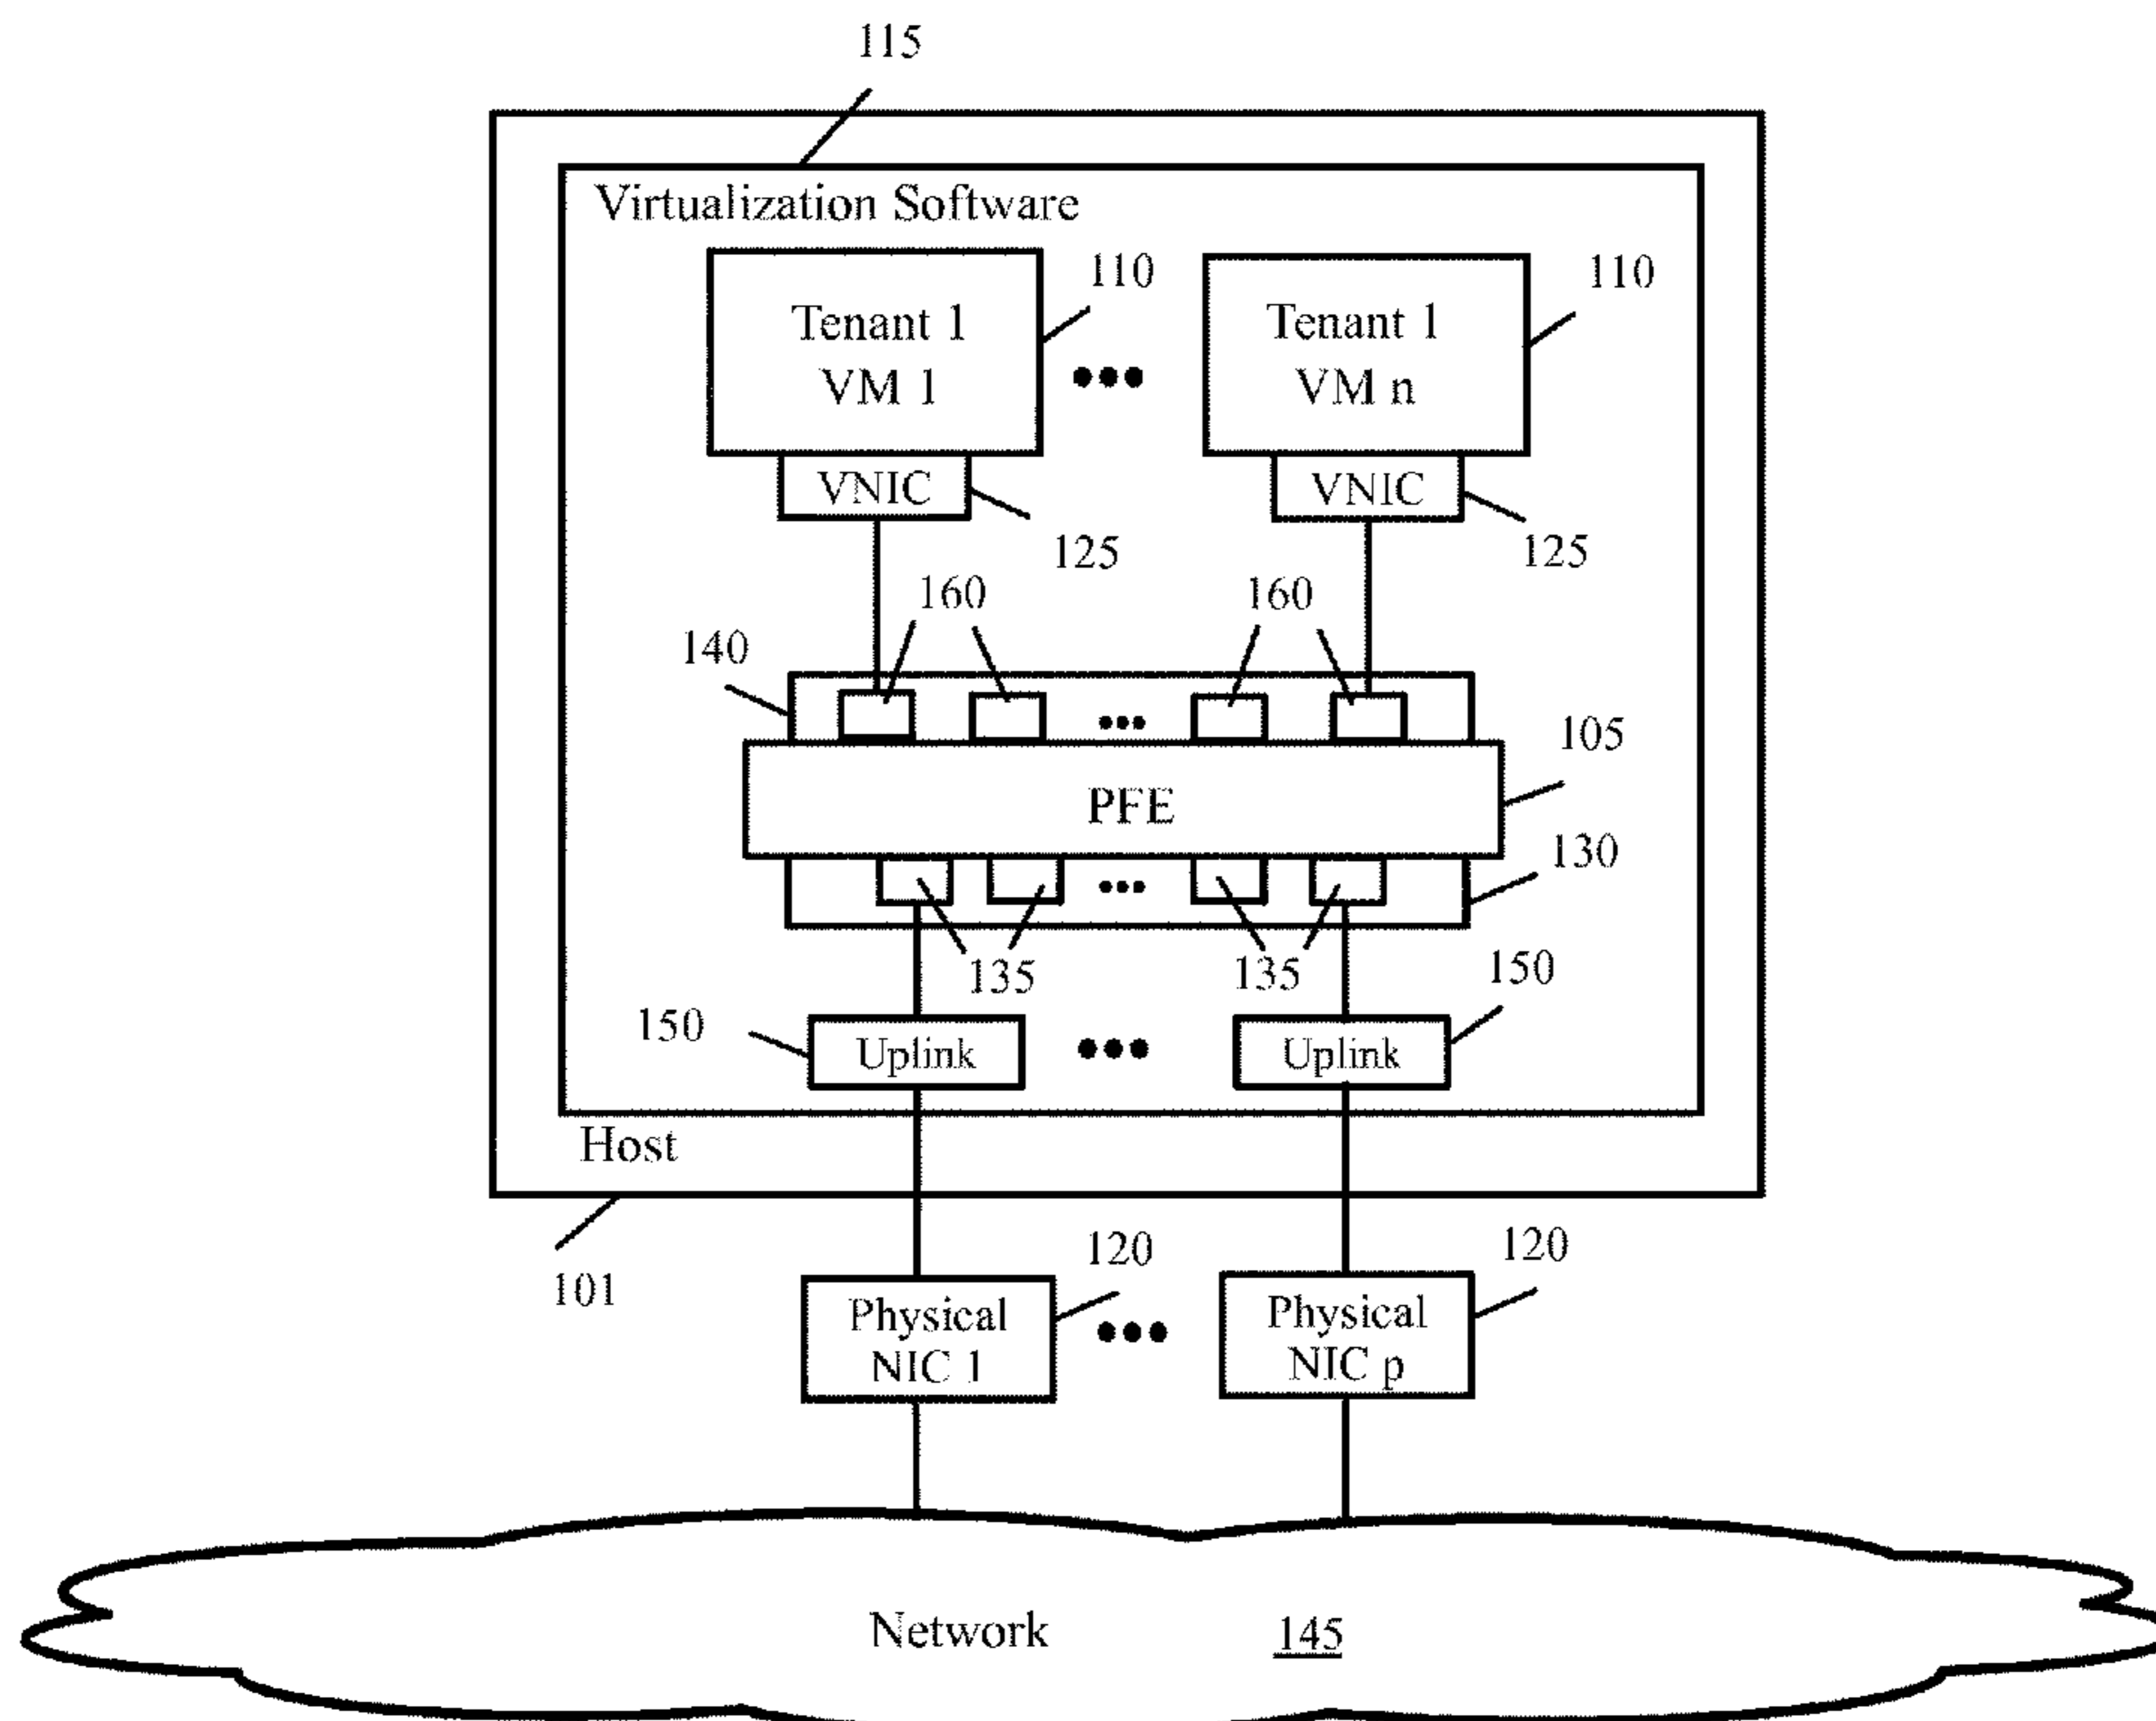 115
Virtualization Software
Tenant 1
VM 1
110
Tenant 1
VM n
110
VNIC
125
VNIC
125
160
160
140
105
PFE
130
135
135
150
150
Uplink
Uplink
Host
101
120
120
Physical
NIC 1
Physical
NIC p
Network
145